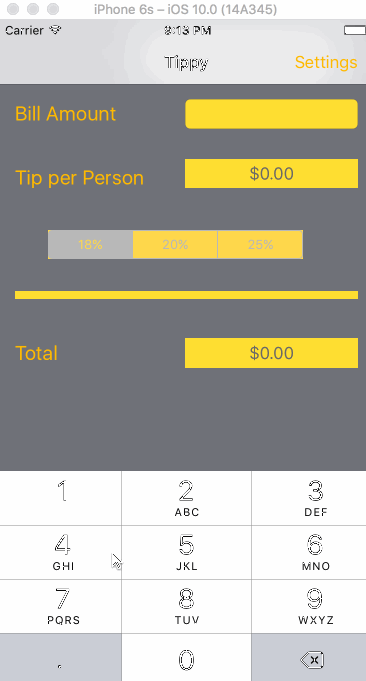 iPhone 6s – iOS 10.0 (14A345)
Carrier 9:13 PM
Tippy Settings
Bill Amount
Tip per Person $0.00
18% 20% 25%
Total $0.00
1 2 3
ABC DEF
4 5 6
GHI JKL MNO
7 8 9
PQRS TUV WXYZ
. 0